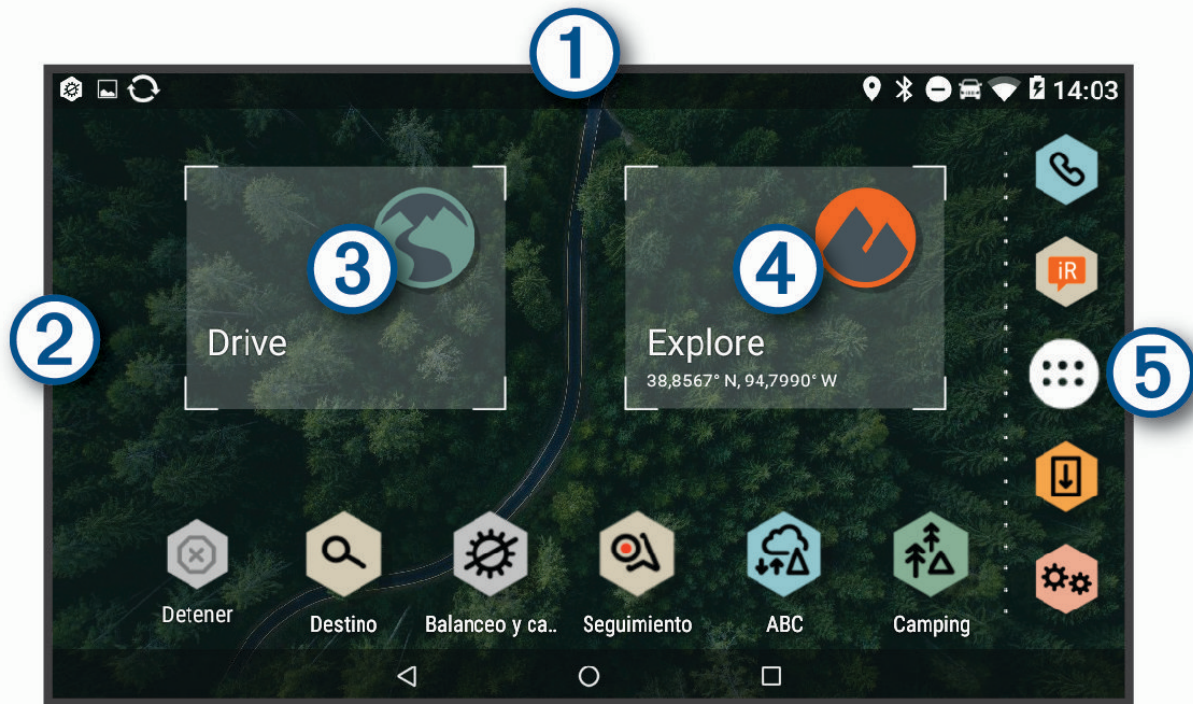 1
14:03
iR
2
3
4
5
Drive
Explore
38,8567° N, 94,7990° W
Detener
Destino
Balanceo y ca..
Seguimiento
ABC
Camping